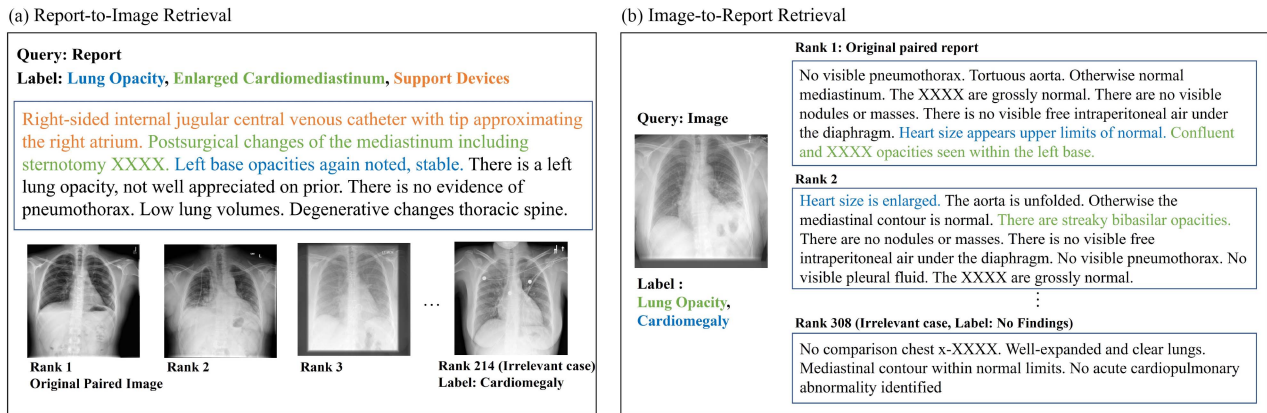 (a) Report-to-Image Retrieval
Query: Report
Label: Lung Opacity, Enlarged Cardiomediastinum, Support Devices
Right-sided internal jugular central venous catheter with tip approximating
the right atrium. Postsurgical changes of the mediastinum including
sternotomy XXXX. Left base opacities again noted, stable. There is a left
lung opacity, not well appreciated on prior. There is no evidence of
pneumothorax. Low lung volumes. Degenerative changes thoracic spine.
...
Rank 1
Original Paired Image
Rank 2
Rank 3
Rank 214 (Irrelevant case)
Label: Cardiomegaly
(b) Image-to-Report Retrieval
Query: Image
Label :
Lung Opacity,
Cardiomegaly
Rank 1: Original paired report
No visible pneumothorax. Tortuous aorta. Otherwise normal
mediastinum. The XXXX are grossly normal. There are no visible
nodules or masses. There is no visible free intraperitoneal air under
the diaphragm. Heart size appears upper limits of normal. Confluent
and XXXX opacities seen within the left base.
Rank 2
Heart size is enlarged. The aorta is unfolded. Otherwise the
mediastinal contour is normal. There are streaky bibasilar opacities.
There are no nodules or masses. There is no visible free
intraperitoneal air under the diaphragm. No visible pneumothorax. No
visible pleural fluid. The XXXX are grossly normal.
⋮
Rank 308 (Irrelevant case, Label: No Findings)
No comparison chest x-XXXX. Well-expanded and clear lungs.
Mediastinal contour within normal limits. No acute cardiopulmonary
abnormality identified